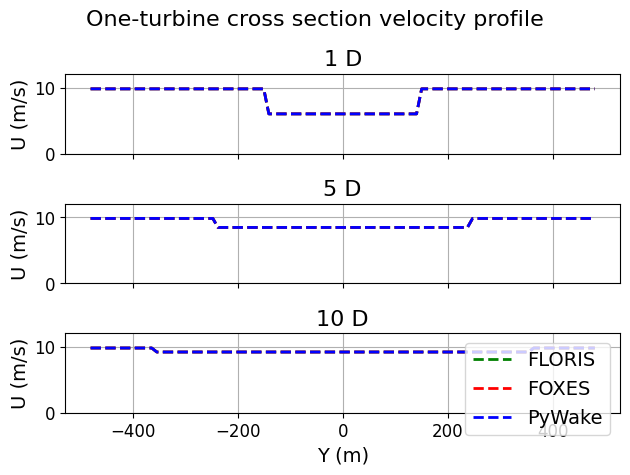 One-turbine cross section velocity profile
1 D
10
0
U (m/s)
5 D
10
0
U (m/s)
10 D
10
0
U (m/s)
FLORIS
FOXES
PyWake
−400 −200 0 200 400
Y (m)